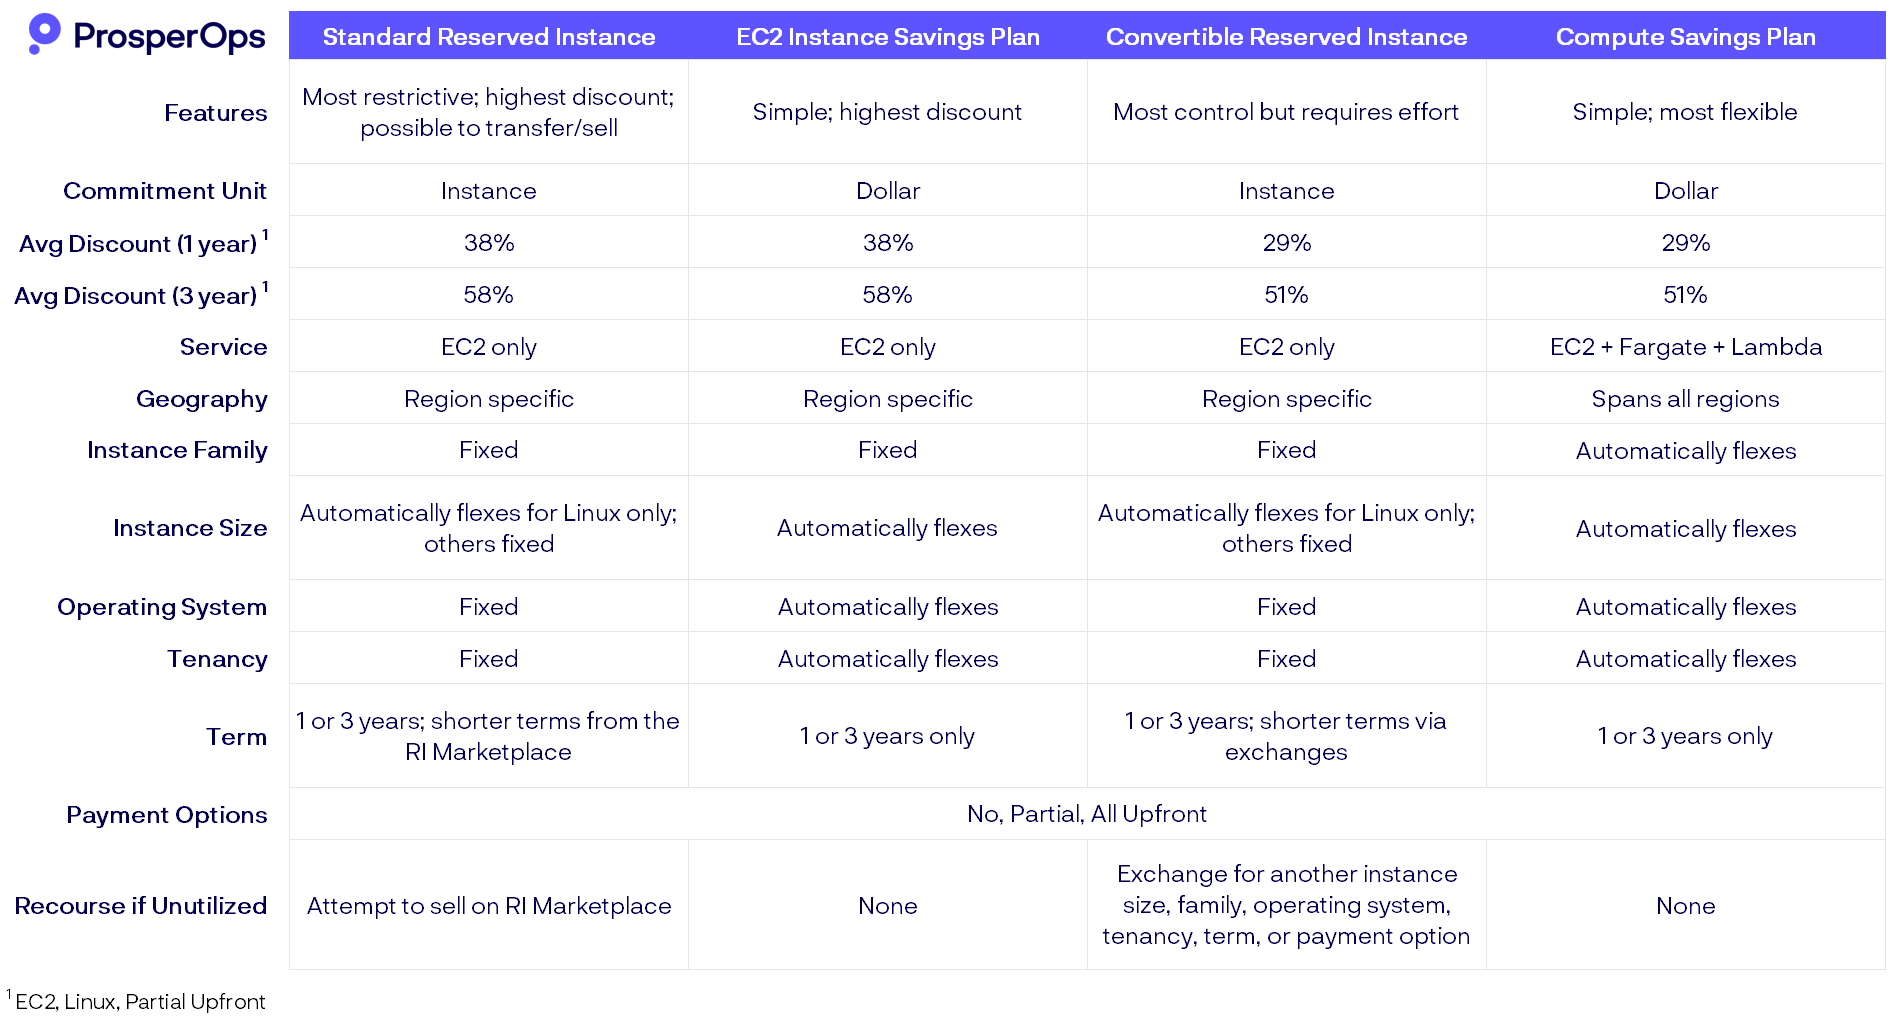 ProsperOps
Standard Reserved Instance EC2 Instance Savings Plan Convertible Reserved Instance Compute Savings Plan
Features
Most restrictive; highest discount;
possible to transfer/sell
Simple; highest discount
Most control but requires effort
Simple; most flexible
Commitment Unit Instance Dollar Instance Dollar
Avg Discount (1 year) 1 38% 38% 29% 29%
Avg Discount (3 year) 1 58% 58% 51% 51%
Service EC2 only EC2 only EC2 only EC2 + Fargate + Lambda
Geography Region specific Region specific Region specific Spans all regions
Instance Family Fixed Fixed Fixed Automatically flexes
Instance Size
Automatically flexes for Linux only;
others fixed
Automatically flexes
Automatically flexes for Linux only;
others fixed
Automatically flexes
Operating System Fixed Automatically flexes Fixed Automatically flexes
Tenancy Fixed Automatically flexes Fixed Automatically flexes
Term
1 or 3 years; shorter terms from the
RI Marketplace
1 or 3 years only
1 or 3 years; shorter terms via
exchanges
1 or 3 years only
Payment Options No, Partial, All Upfront
Recourse if Unutilized
Attempt to sell on RI Marketplace
None
Exchange for another instance
size, family, operating system,
tenancy, term, or payment option
None
1 EC2, Linux, Partial Upfront